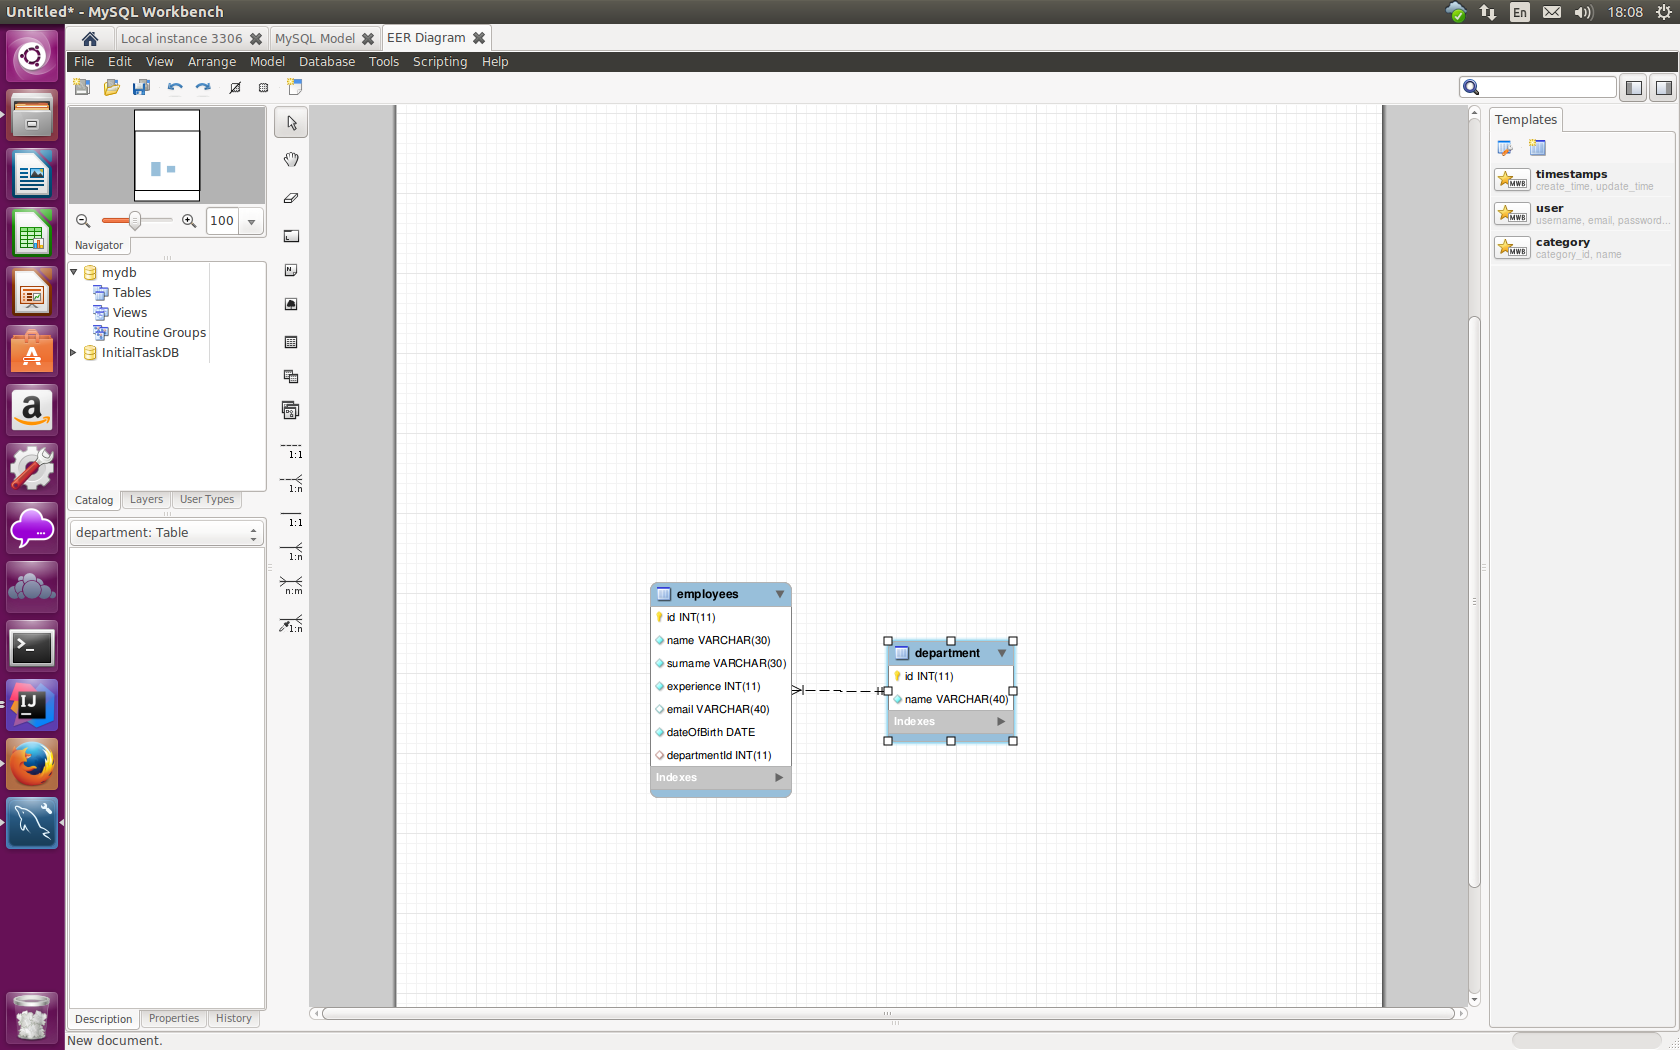 Untitled* - MySQL Workbench
En
18:08
Local instance 3306
MySQL Model
EER Diagram
File Edit View Arrange Model Database Tools Scripting Help
100
Navigator
mydb
Tables
Views
Routine Groups
InitialTaskDB
Catalog Layers User Types
department: Table
Description Properties History
New document.
1:1
1:n
1:1
1:n
n:m
1:n
employees
id INT(11)
name VARCHAR(30)
surname VARCHAR(30)
experience INT(11)
email VARCHAR(40)
dateOfBirth DATE
departmentId INT(11)
Indexes
department
id INT(11)
name VARCHAR(40)
Indexes
Templates
MWB
timestamps
create_time, update_time
MWB
user
username, email, password...
MWB
category
category_id, name